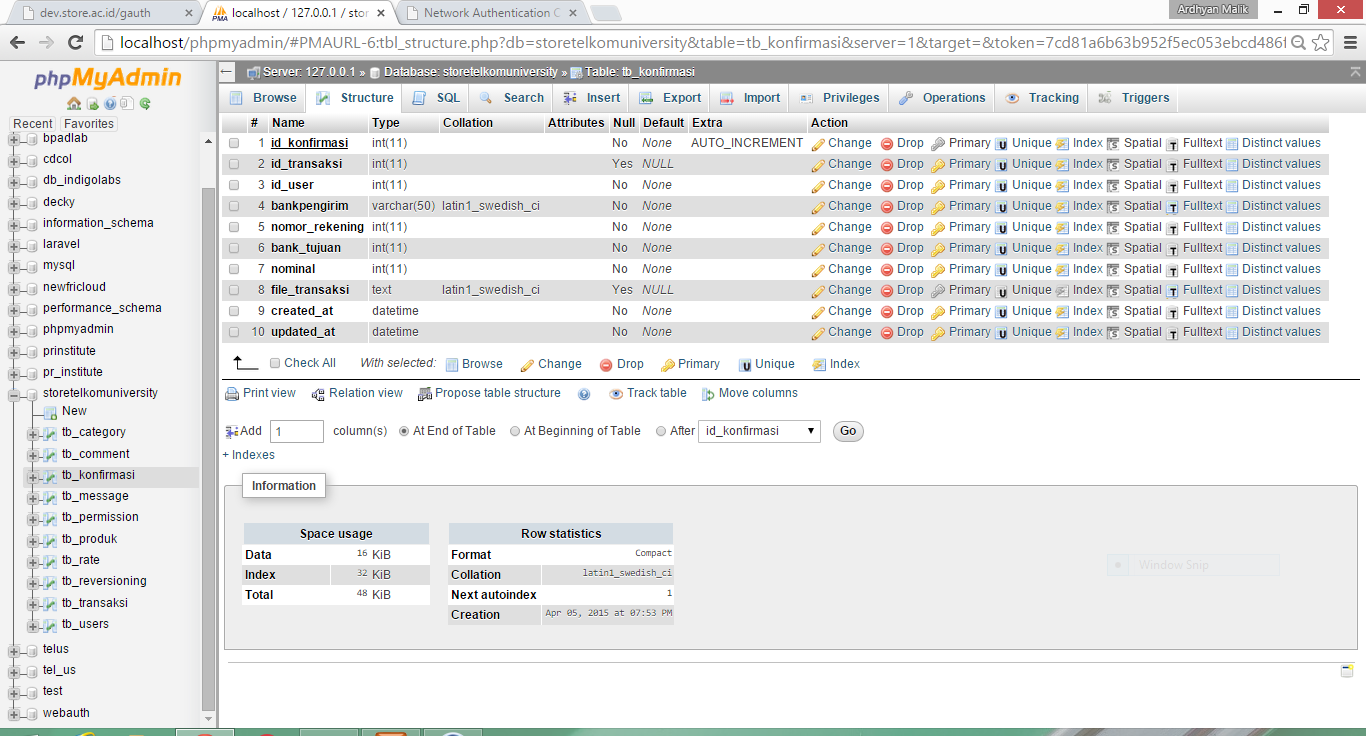 dev.store.ac.id/gauth
localhost / 127.0.0.1 / stor
Network Authentication C
Ardhyan Malik
localhost/phpmyadmin/#PMAURL-6:tbl_structure.php?db=storetelkomuniversity&table=tb_konfirmasi&server=1&target=&token=7cd81a6b63b952f5ec053ebcd486f
phpMyAdmin
Recent Favorites
bpadlab
cdcol
db_indigolabs
decky
information_schema
laravel
mysql
newfricloud
performance_schema
phpmyadmin
prinstitute
pr_institute
storetelkomuniversity
New
tb_category
tb_comment
tb_konfirmasi
tb_message
tb_permission
tb_produk
tb_rate
tb_reversioning
tb_transaksi
tb_users
telus
tel_us
test
webauth
Server: 127.0.0.1 » Database: storetelkomuniversity » Table: tb_konfirmasi
Browse Structure SQL Search Insert Export Import Privileges Operations Tracking Triggers
# Name Type Collation Attributes Null Default Extra Action
1 id_konfirmasi int(11) No None AUTO_INCREMENT Change Drop Primary Unique Index Spatial Fulltext Distinct values
2 id_transaksi int(11) Yes NULL Change Drop Primary Unique Index Spatial Fulltext Distinct values
3 id_user int(11) No None Change Drop Primary Unique Index Spatial Fulltext Distinct values
4 bankpengirim varchar(50) latin1_swedish_ci No None Change Drop Primary Unique Index Spatial Fulltext Distinct values
5 nomor_rekening int(11) No None Change Drop Primary Unique Index Spatial Fulltext Distinct values
6 bank_tujuan int(11) No None Change Drop Primary Unique Index Spatial Fulltext Distinct values
7 nominal int(11) No None Change Drop Primary Unique Index Spatial Fulltext Distinct values
8 file_transaksi text latin1_swedish_ci Yes NULL Change Drop Primary Unique Index Spatial Fulltext Distinct values
9 created_at datetime No None Change Drop Primary Unique Index Spatial Fulltext Distinct values
10 updated_at datetime No None Change Drop Primary Unique Index Spatial Fulltext Distinct values
Check All With selected: Browse Change Drop Primary Unique Index
Print view Relation view Propose table structure Track table Move columns
Add 1 column(s) At End of Table At Beginning of Table After id_konfirmasi Go
+ Indexes
Information
Space usage
Data 16 KiB
Index 32 KiB
Total 48 KiB
Row statistics
Format Compact
Collation latin1_swedish_ci
Next autoindex 1
Creation Apr 05, 2015 at 07:53 PM
Window Snip